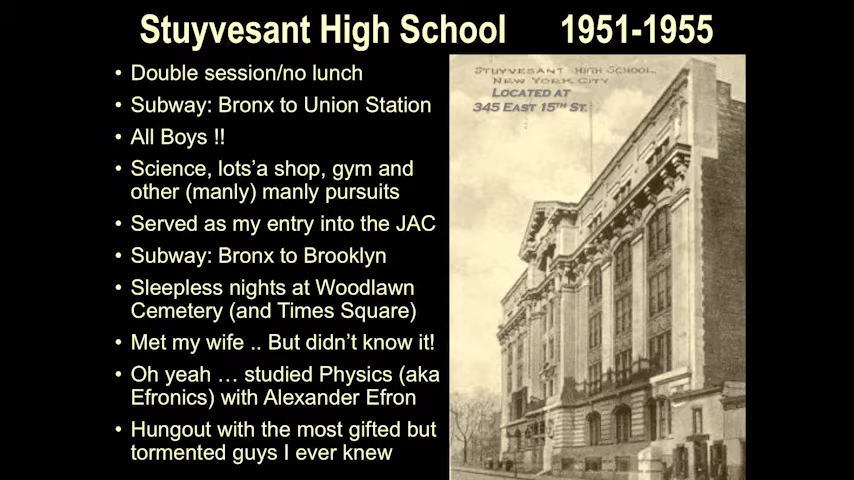 Stuyvesant High School 1951-1955
• Double session/no lunch
• Subway: Bronx to Union Station
• All Boys !!
• Science, lots'a shop, gym and
other (manly) manly pursuits
• Served as my entry into the JAC
• Subway: Bronx to Brooklyn
• Sleepless nights at Woodlawn
Cemetery (and Times Square)
• Met my wife .. But didn't know it!
• Oh yeah … studied Physics (aka
Efronics) with Alexander Efron
• Hungout with the most gifted but
tormented guys I ever knew
STUYVESANT HIGH SCHOOL,
NEW YORK CITY
LOCATED AT
345 EAST 15TH ST.